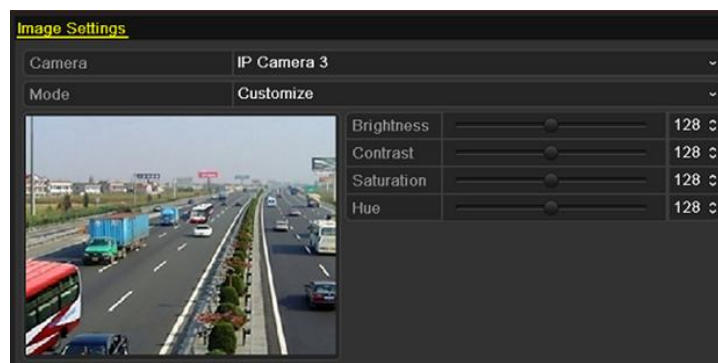 Image Settings
Camera IP Camera 3
Mode Customize
Brightness 128
Contrast 128
Saturation 128
Hue 128